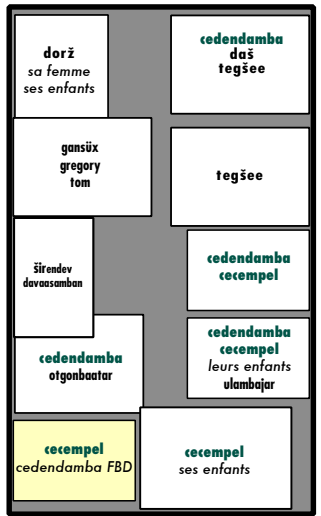 dorž
sa femme
ses enfants
cedendamba
daš
tegšee
gansüx
gregory
tom
tegšee
širendev
davaasamban
cedendamba
cecempel
cedendamba
otgonbaatar
cedendamba
cecempel
leurs enfants
ulambajar
cecempel
cedendamba FBD
cecempel
ses enfants